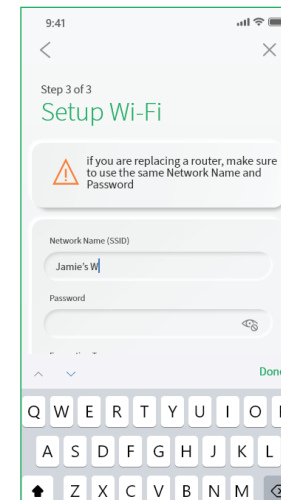 9:41
Step 3 of 3
Setup Wi-Fi
if you are replacing a router, make sure
to use the same Network Name and
Password
Network Name (SSID)
Jamie's W
Password
Done
Q W E R T Y U I O
A S D F G H J K L
Z X C V B N M